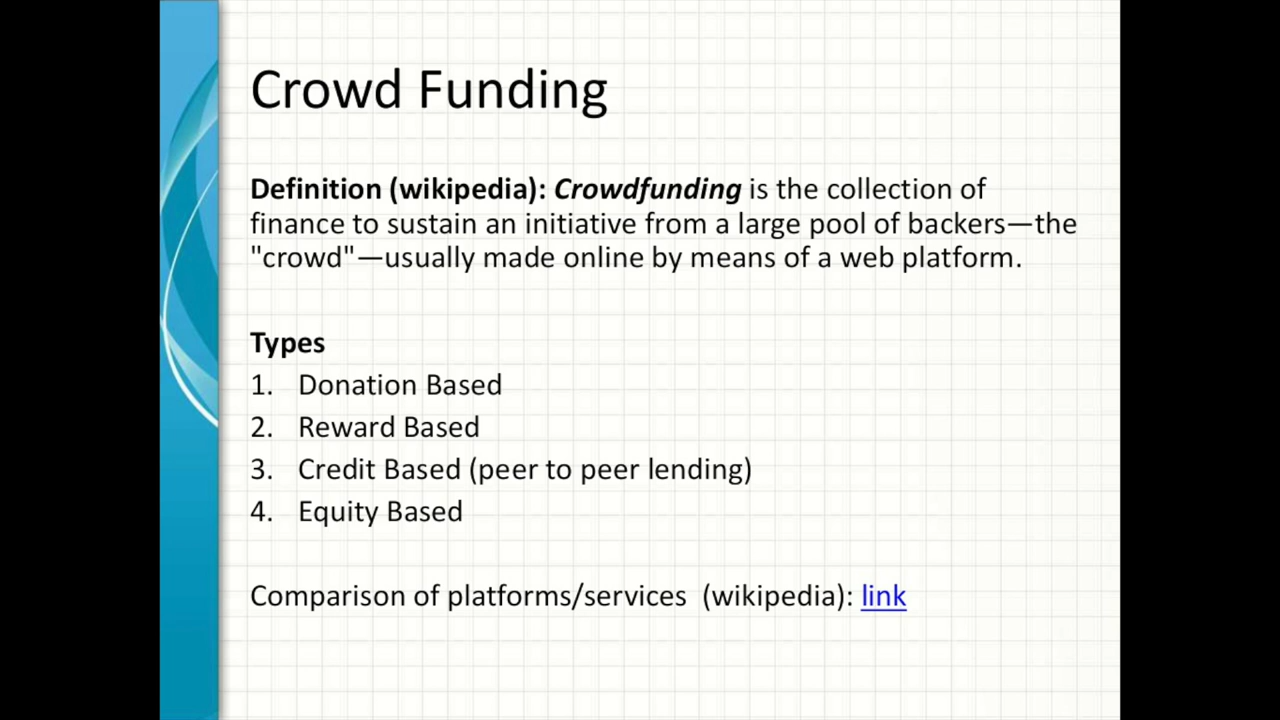 Crowd Funding
Definition (wikipedia): Crowdfunding is the collection of
finance to sustain an initiative from a large pool of backers—the
"crowd"—usually made online by means of a web platform.
Types
1. Donation Based
2. Reward Based
3. Credit Based (peer to peer lending)
4. Equity Based
Comparison of platforms/services (wikipedia): link